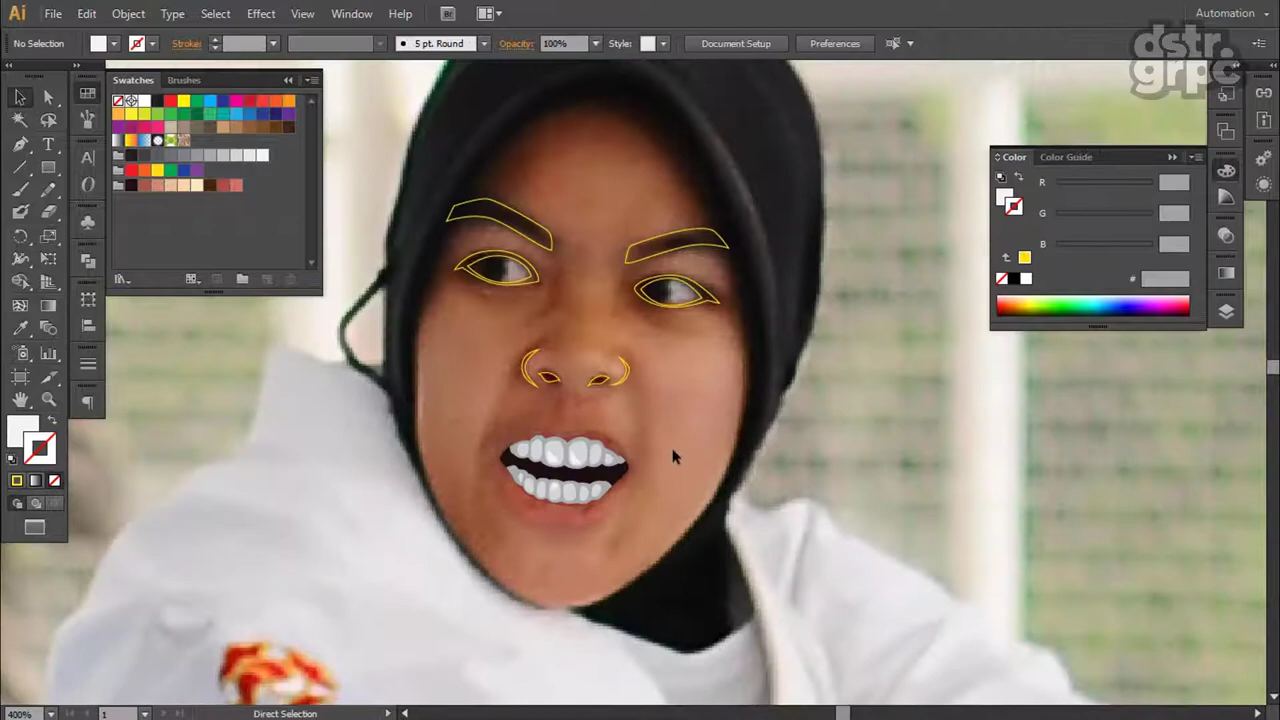 Ai File Edit Object Type Select Effect View Window Help Br Automation
No Selection Stroke: 5 pt. Round Opacity: 100% Style: Document Setup Preferences
dstr.
grpc
Swatches Brushes
Color Color Guide
R
G
B
#
400% 1 Direct Selection